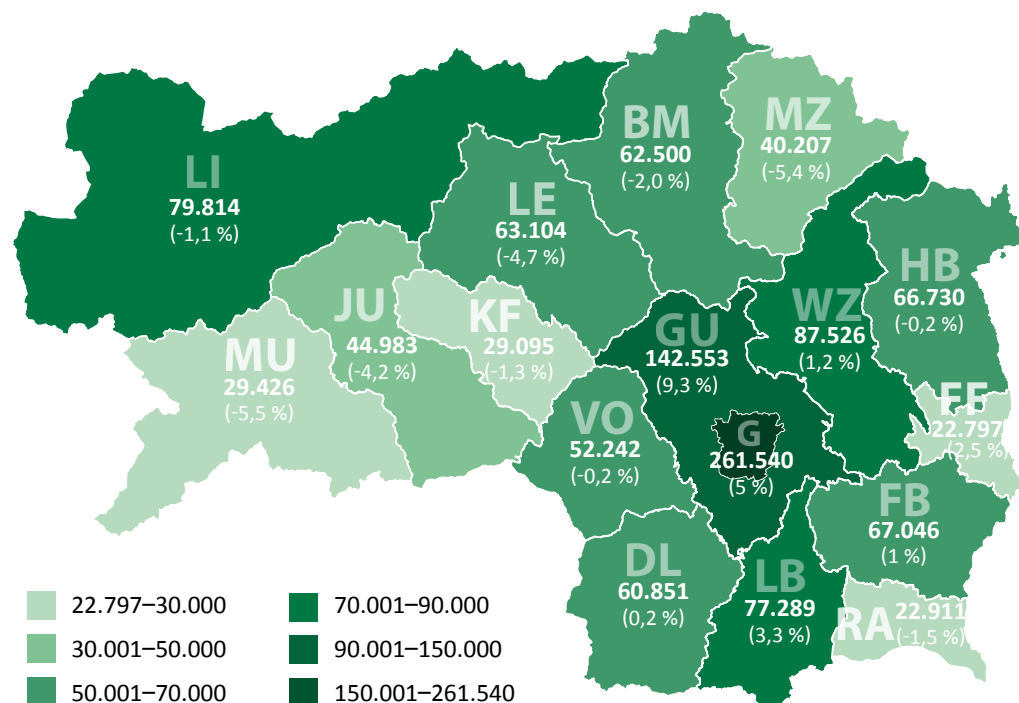 BM
62.500
(-2,0 %)
MZ
40.207
(-5,4 %)
LI
79.814
(-1,1 %)
LE
63.104
(-4,7 %)
HB
66.730
(-0,2 %)
JU
44.983
(-4,2 %)
KF
29.095
(-1,3 %)
WZ
87.526
(1,2 %)
GU
142.553
(9,3 %)
MU
29.426
(-5,5 %)
FF
22.797
(2,5 %)
VO
52.242
(-0,2 %)
G
261.540
(5 %)
FB
67.046
(1 %)
DL
60.851
(0,2 %)
LB
77.289
(3,3 %)
RA 22.911
(-1,5 %)
22.797–30.000
30.001–50.000
50.001–70.000
70.001–90.000
90.001–150.000
150.001–261.540